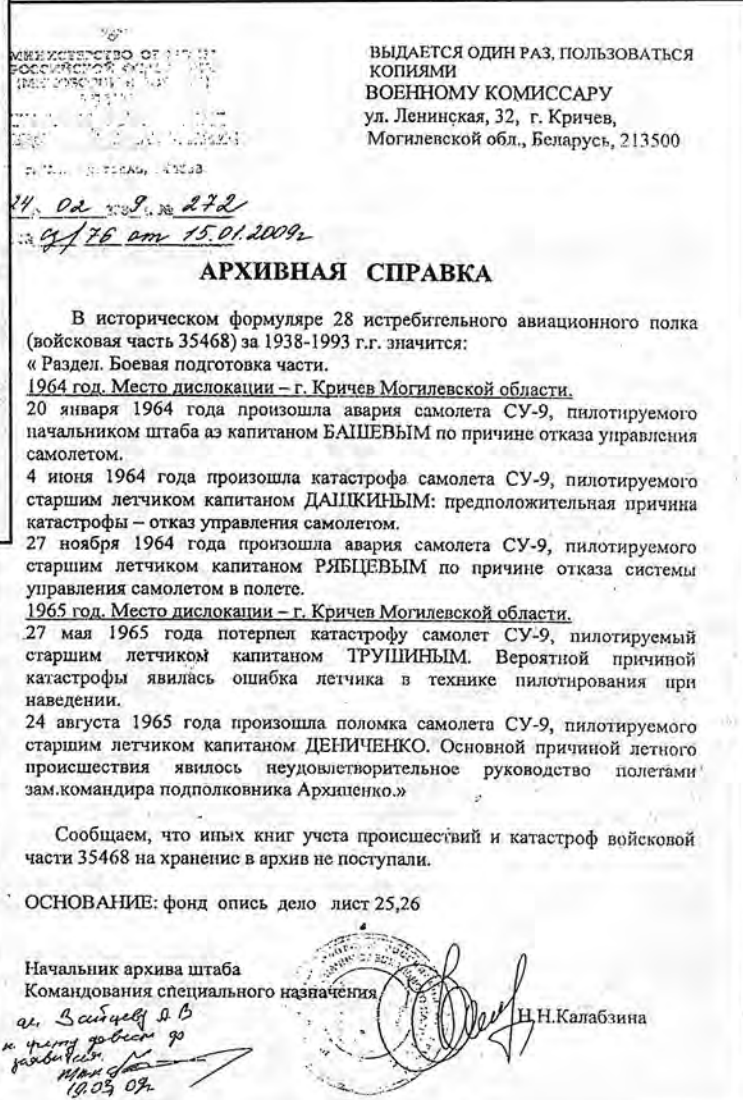 МИНИСТЕРСТВО
РОССИЙСКОЙ
ВЫДАЕТСЯ ОДИН РАЗ, ПОЛЬЗОВАТЬСЯ
КОПИЯМИ
ВОЕННОМУ КОМИССАРУ
ул. Ленинская, 32, г. Кричев,
Могилевской обл., Беларусь, 213500
24 02 9 г. № 272
на 9/76 от 15.01.2009г
АРХИВНАЯ СПРАВКА
В историческом формуляре 28 истребительного авиационного полка
(войсковая часть 35468) за 1938-1993 г.г. значится:
« Раздел. Боевая подготовка части.
1964 год. Место дислокации – г. Кричев Могилевской области.
20 января 1964 года произошла авария самолета СУ-9, пилотируемого
начальником штаба аэ капитаном БАШЕВЫМ по причине отказа управления
самолетом.
4 июня 1964 года произошла катастрофа самолета СУ-9, пилотируемого
старшим летчиком капитаном ДАШКИНЫМ: предположительная причина
катастрофы – отказ управления самолетом.
27 ноября 1964 года произошла авария самолета СУ-9, пилотируемого
старшим летчиком капитаном РЯБЦЕВЫМ по причине отказа системы
управления самолетом в полете.
1965 год. Место дислокации – г. Кричев Могилевской области.
27 мая 1965 года потерпел катастрофу самолет СУ-9, пилотируемый
старшим летчиком капитаном ТРУШИНЫМ. Вероятной причиной
катастрофы явилась ошибка летчика в технике пилотирования при
наведении.
24 августа 1965 года произошла поломка самолета СУ-9, пилотируемого
старшим летчиком капитаном ДЕНИЧЕНКО. Основной причиной летного
происшествия явилось неудовлетворительное руководство полетами
зам.командира подполковника Архипенко.»
Сообщаем, что иных книг учета происшествий и катастроф войсковой
части 35468 на хранение в архив не поступали.
ОСНОВАНИЕ: фонд опись дело лист 25,26
Начальник архива штаба
Командования специального назначения
Н.Н.Калабзина
Зайцеву А В
до
19.03 09г